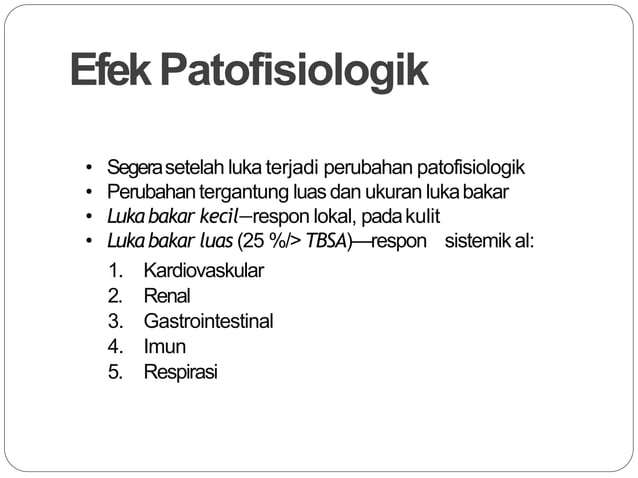 Efek Patofisiologik
• Segera setelah luka terjadi perubahan patofisiologik
• Perubahan tergantung luas dan ukuran luka bakar
• Luka bakar kecil—respon lokal, pada kulit
• Luka bakar luas (25 %/> TBSA)—respon sistemik al:
1. Kardiovaskular
2. Renal
3. Gastrointestinal
4. Imun
5. Respirasi